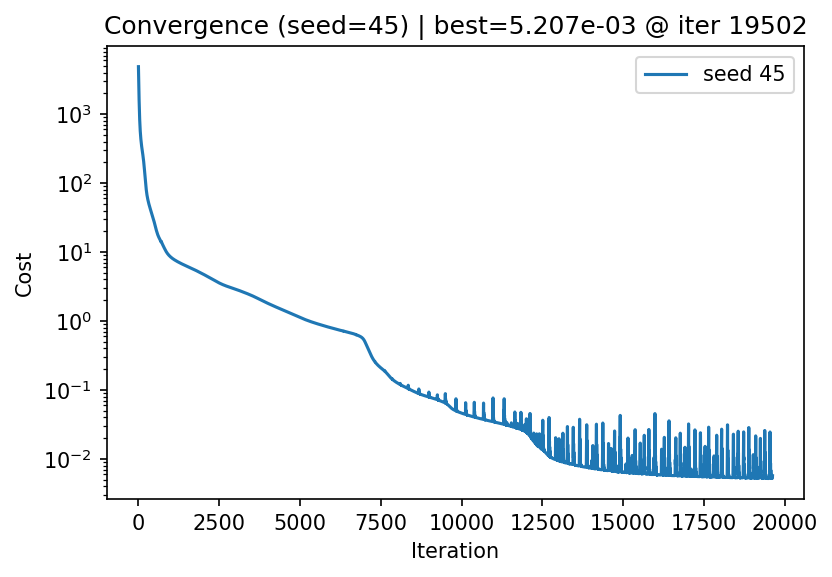 Convergence (seed=45) | best=5.207e-03 @ iter 19502
seed 45
Cost
10³
10²
10¹
10⁰
10⁻¹
10⁻²
0 2500 5000 7500 10000 12500 15000 17500 20000
Iteration